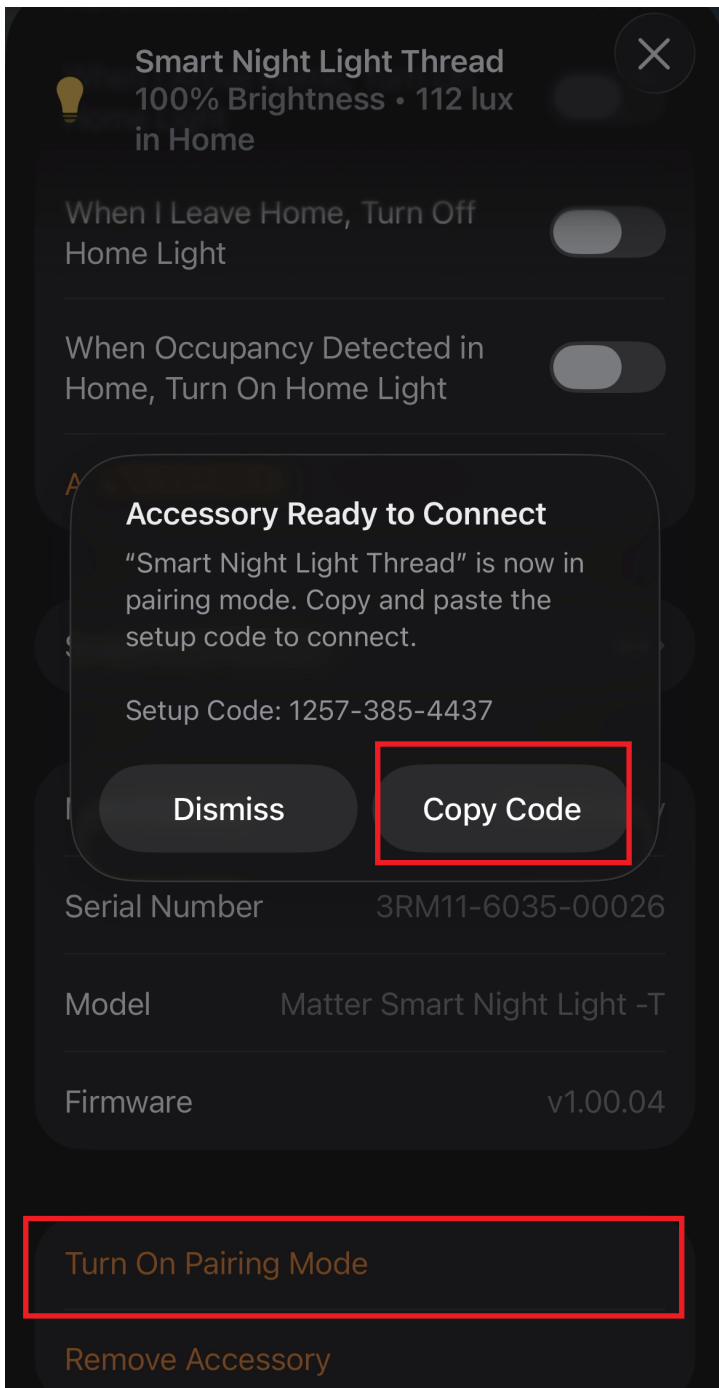 Smart Night Light Thread
100% Brightness • 112 lux
in Home
When I Leave Home, Turn Off
Home Light
When Occupancy Detected in
Home, Turn On Home Light
Accessory Ready to Connect
“Smart Night Light Thread” is now in
pairing mode. Copy and paste the
setup code to connect.
Setup Code: 1257-385-4437
Dismiss
Copy Code
Serial Number
3RM11-6035-00026
Model
Matter Smart Night Light -T
Firmware
v1.00.04
Turn On Pairing Mode
Remove Accessory